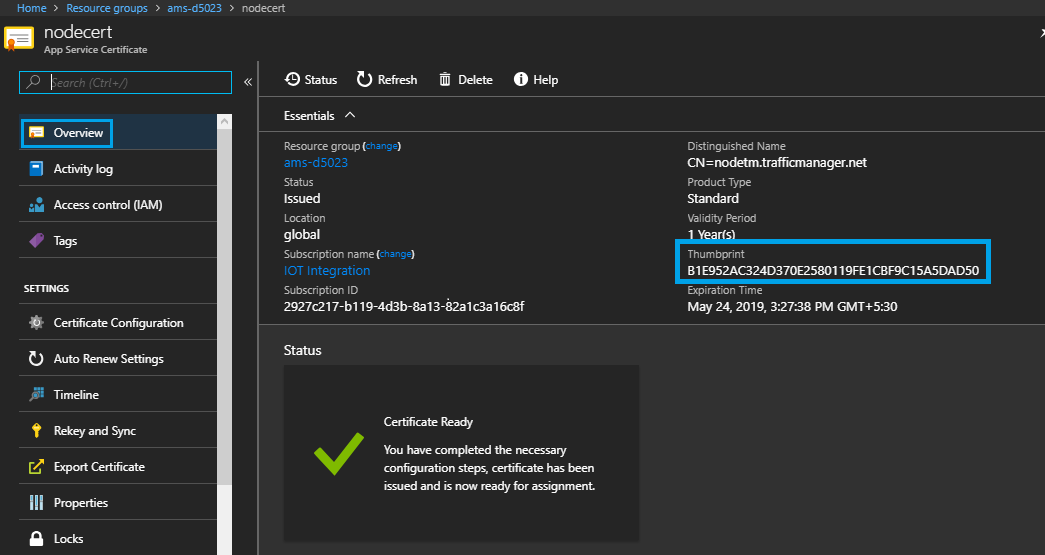 Home > Resource groups > ams-d5023 > nodecert
nodecert
App Service Certificate
Search (Ctrl+/)
«
Overview
Activity log
Access control (IAM)
Tags
SETTINGS
Certificate Configuration
Auto Renew Settings
Timeline
Rekey and Sync
Export Certificate
Properties
Locks
Status Refresh Delete Help
Essentials
Resource group (change)
ams-d5023
Status
Issued
Location
global
Subscription name (change)
IOT Integration
Subscription ID
2927c217-b119-4d3b-8a13-82a1c3a16c8f
Distinguished Name
CN=nodetm.trafficmanager.net
Product Type
Standard
Validity Period
1 Year(s)
Thumbprint
B1E952AC324D370E2580119FE1CBF9C15A5DAD50
Expiration Time
May 24, 2019, 3:27:38 PM GMT+5:30
Status
Certificate Ready
You have completed the necessary
configuration steps, certificate has been
issued and is now ready for assignment.